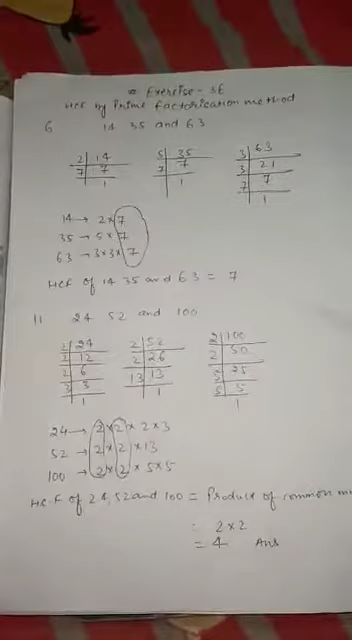 Exercise - 3E
HCF by Prime factorication method
6 14 35 and 63
2 | 14 5 | 35 3 | 63
7 | 7 7 | 7 3 | 21
1 1 7 | 7
1
14 → 2 × 7
35 → 5 × 7
63 → 3 × 3 × 7
HCF of 14 35 and 63 = 7
11 24 52 and 100
2 | 24 2 | 52 2 | 100
2 | 12 2 | 26 2 | 50
2 | 6 13 | 13 5 | 25
3 | 3 1 5 | 5
1 1
24 → 2 × 2 × 2 × 3
52 → 2 × 2 × 13
100 → 2 × 2 × 5 × 5
HCF of 24, 52 and 100 = Produce of common
= 2 × 2
= 4 Ans